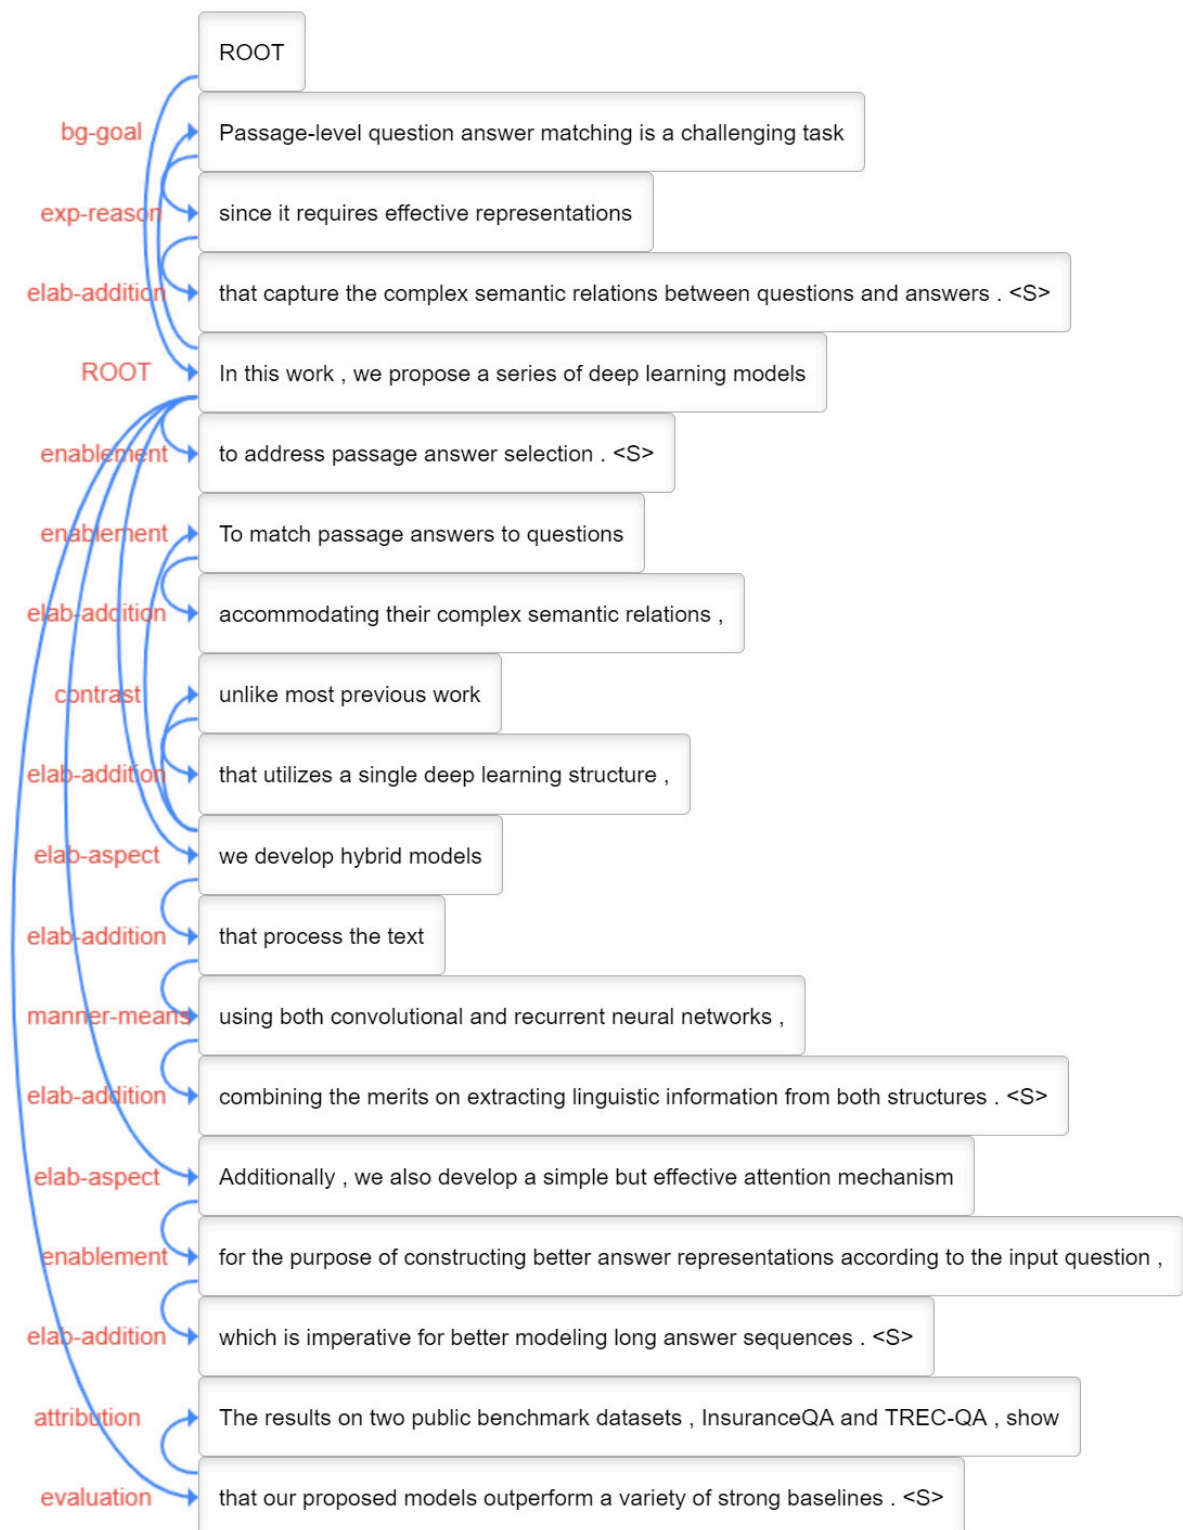 ROOT
bg-goal Passage-level question answer matching is a challenging task
exp-reason since it requires effective representations
elab-addition that capture the complex semantic relations between questions and answers . <S>
ROOT In this work , we propose a series of deep learning models
enablement to address passage answer selection . <S>
enablement To match passage answers to questions
elab-addition accommodating their complex semantic relations ,
contrast unlike most previous work
elab-addition that utilizes a single deep learning structure ,
elab-aspect we develop hybrid models
elab-addition that process the text
manner-means using both convolutional and recurrent neural networks ,
elab-addition combining the merits on extracting linguistic information from both structures . <S>
elab-aspect Additionally , we also develop a simple but effective attention mechanism
enablement for the purpose of constructing better answer representations according to the input question ,
elab-addition which is imperative for better modeling long answer sequences . <S>
attribution The results on two public benchmark datasets , InsuranceQA and TREC-QA , show
evaluation that our proposed models outperform a variety of strong baselines . <S>